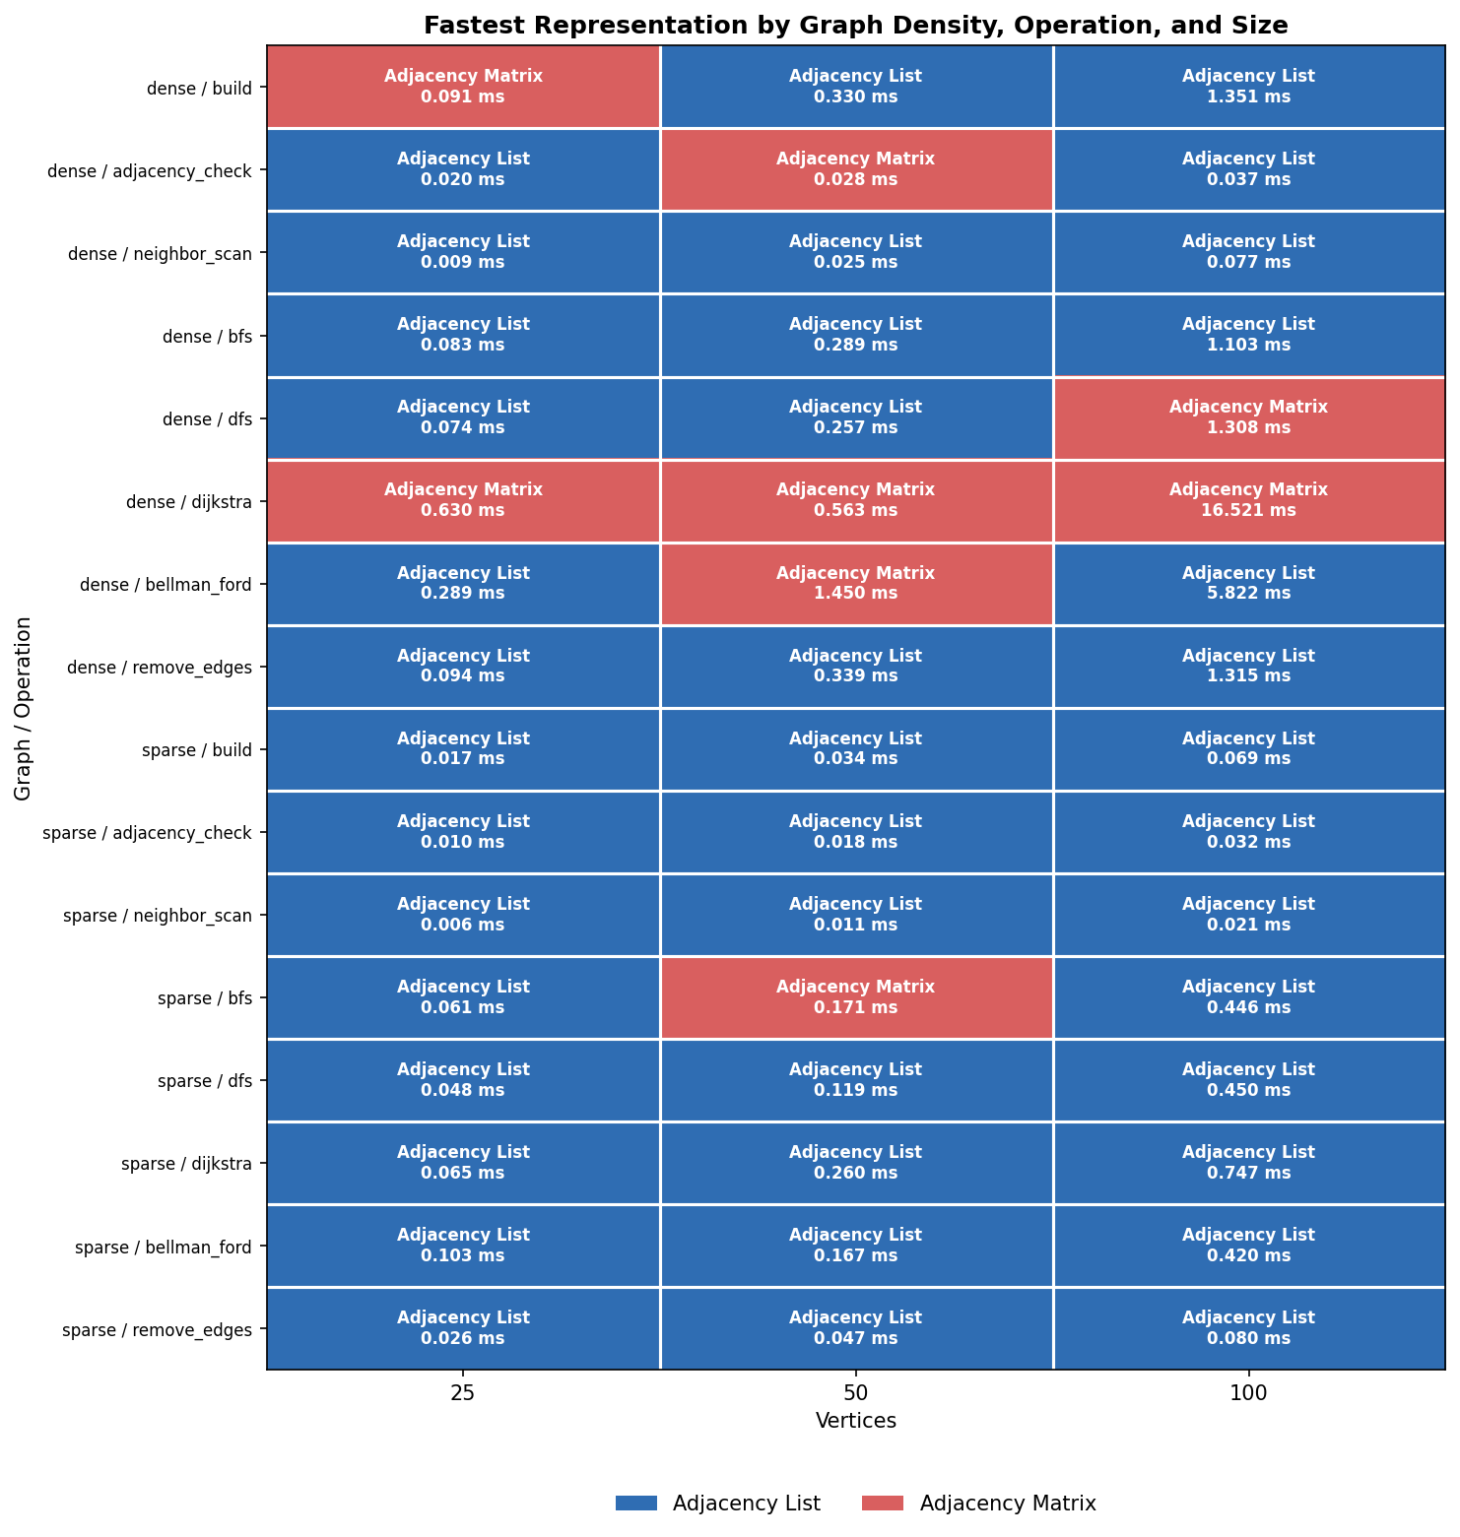 Fastest Representation by Graph Density, Operation, and Size
Graph / Operation
dense / build
Adjacency Matrix
0.091 ms
Adjacency List
0.330 ms
Adjacency List
1.351 ms
dense / adjacency_check
Adjacency List
0.020 ms
Adjacency Matrix
0.028 ms
Adjacency List
0.037 ms
dense / neighbor_scan
Adjacency List
0.009 ms
Adjacency List
0.025 ms
Adjacency List
0.077 ms
dense / bfs
Adjacency List
0.083 ms
Adjacency List
0.289 ms
Adjacency List
1.103 ms
dense / dfs
Adjacency List
0.074 ms
Adjacency List
0.257 ms
Adjacency Matrix
1.308 ms
dense / dijkstra
Adjacency Matrix
0.630 ms
Adjacency Matrix
0.563 ms
Adjacency Matrix
16.521 ms
dense / bellman_ford
Adjacency List
0.289 ms
Adjacency Matrix
1.450 ms
Adjacency List
5.822 ms
dense / remove_edges
Adjacency List
0.094 ms
Adjacency List
0.339 ms
Adjacency List
1.315 ms
sparse / build
Adjacency List
0.017 ms
Adjacency List
0.034 ms
Adjacency List
0.069 ms
sparse / adjacency_check
Adjacency List
0.010 ms
Adjacency List
0.018 ms
Adjacency List
0.032 ms
sparse / neighbor_scan
Adjacency List
0.006 ms
Adjacency List
0.011 ms
Adjacency List
0.021 ms
sparse / bfs
Adjacency List
0.061 ms
Adjacency Matrix
0.171 ms
Adjacency List
0.446 ms
sparse / dfs
Adjacency List
0.048 ms
Adjacency List
0.119 ms
Adjacency List
0.450 ms
sparse / dijkstra
Adjacency List
0.065 ms
Adjacency List
0.260 ms
Adjacency List
0.747 ms
sparse / bellman_ford
Adjacency List
0.103 ms
Adjacency List
0.167 ms
Adjacency List
0.420 ms
sparse / remove_edges
Adjacency List
0.026 ms
Adjacency List
0.047 ms
Adjacency List
0.080 ms
25
50
100
Vertices
Adjacency List
Adjacency Matrix